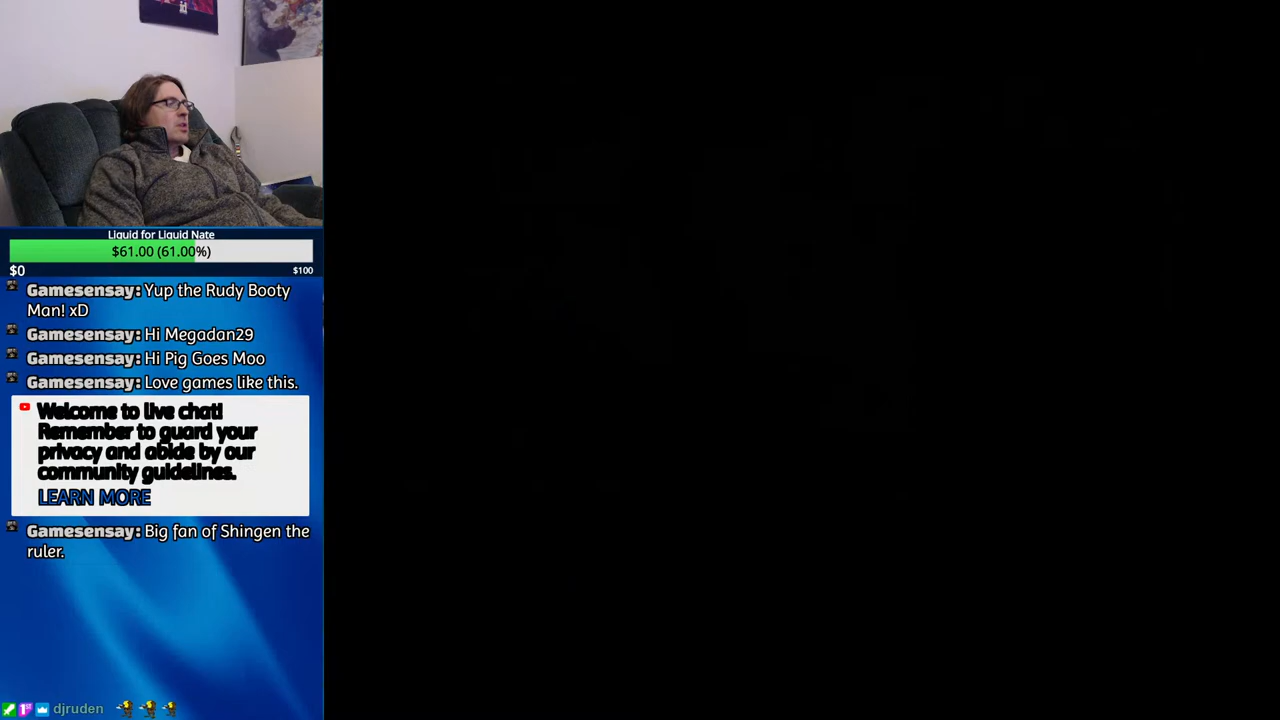 Liquid for Liquid Nate
$61.00 (61.00%)
$0
$100
Gamesensay: Yup the Rudy Booty
Man! xD
Gamesensay: Hi Megadan29
Gamesensay: Hi Pig Goes Moo
Gamesensay: Love games like this.
Welcome to live chat!
Remember to guard your
privacy and abide by our
community guidelines.
LEARN MORE
Gamesensay: Big fan of Shingen the
ruler.
1st djruden